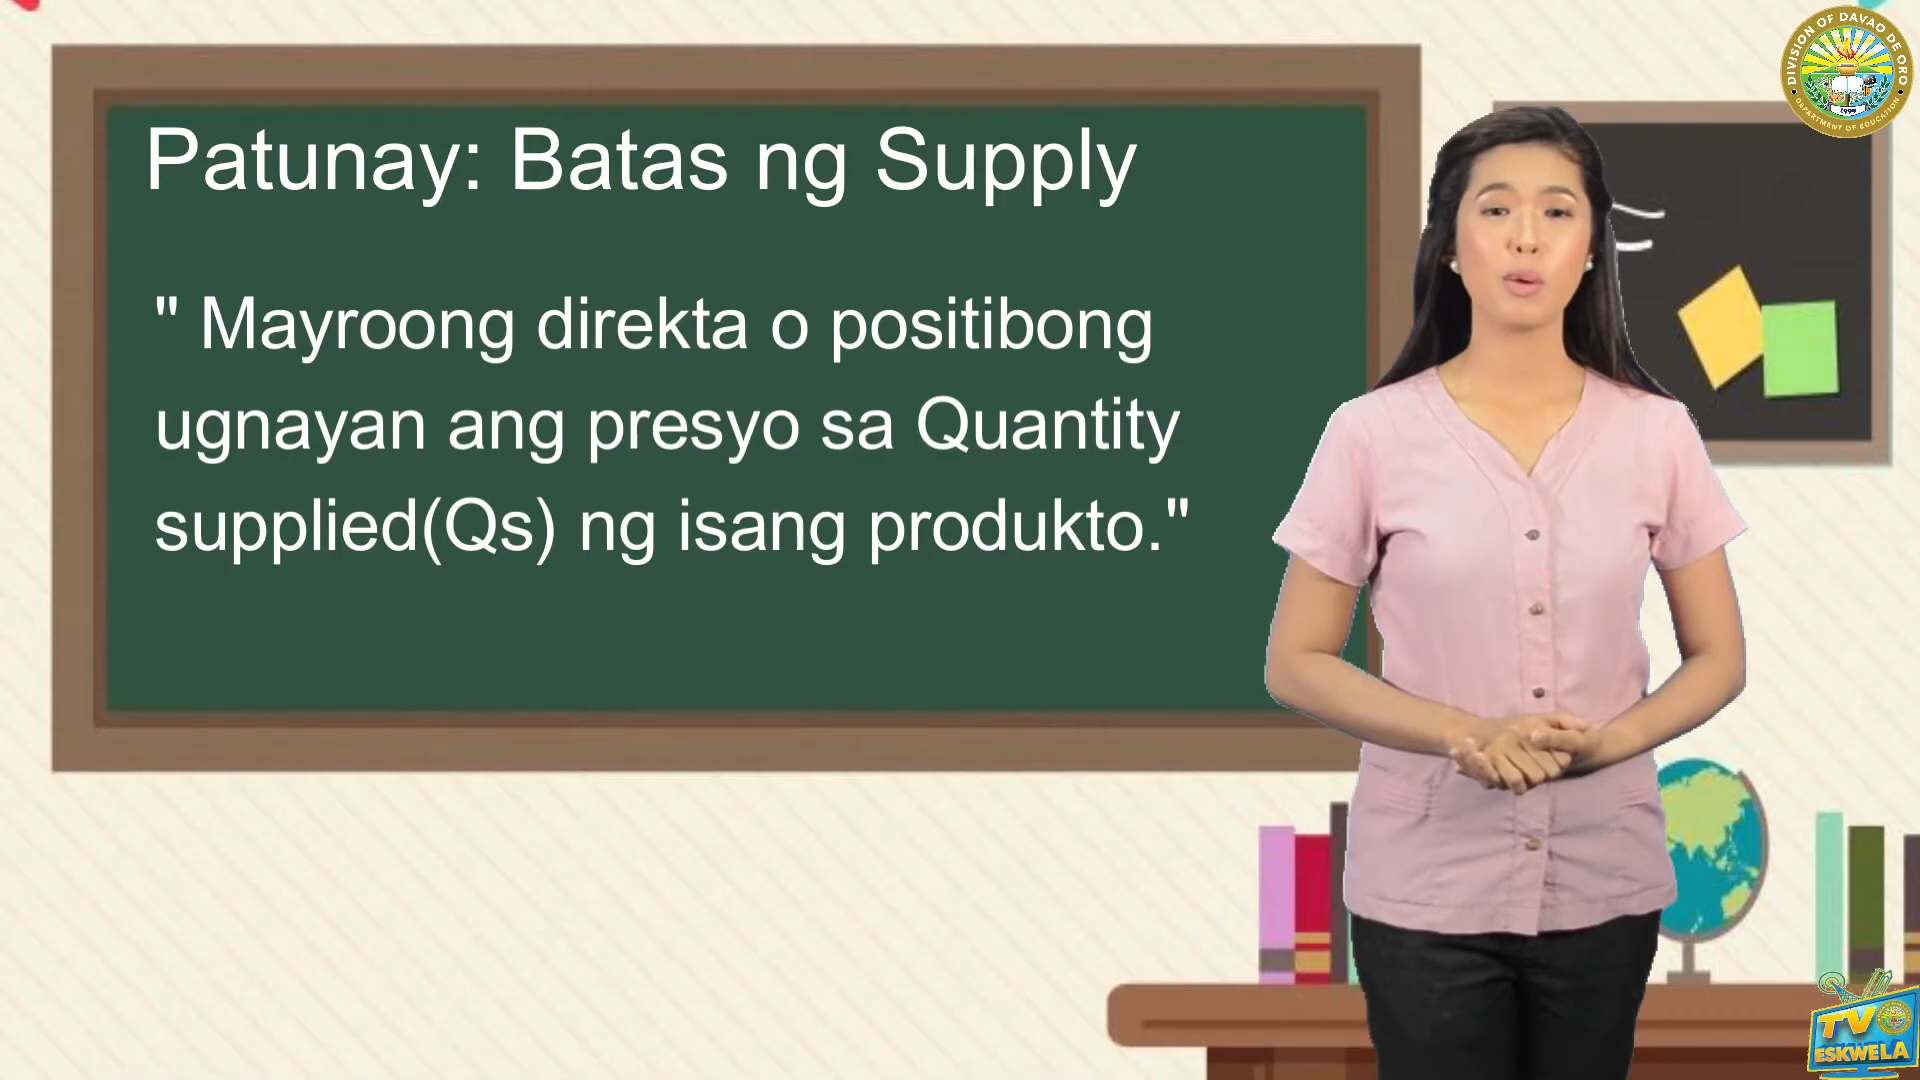 DIVISION OF DAVAO DE ORO
DEPARTMENT OF EDUCATION
1998
Patunay: Batas ng Supply
" Mayroong direkta o positibong
ugnayan ang presyo sa Quantity
supplied(Qs) ng isang produkto."
TV
ESKWELA